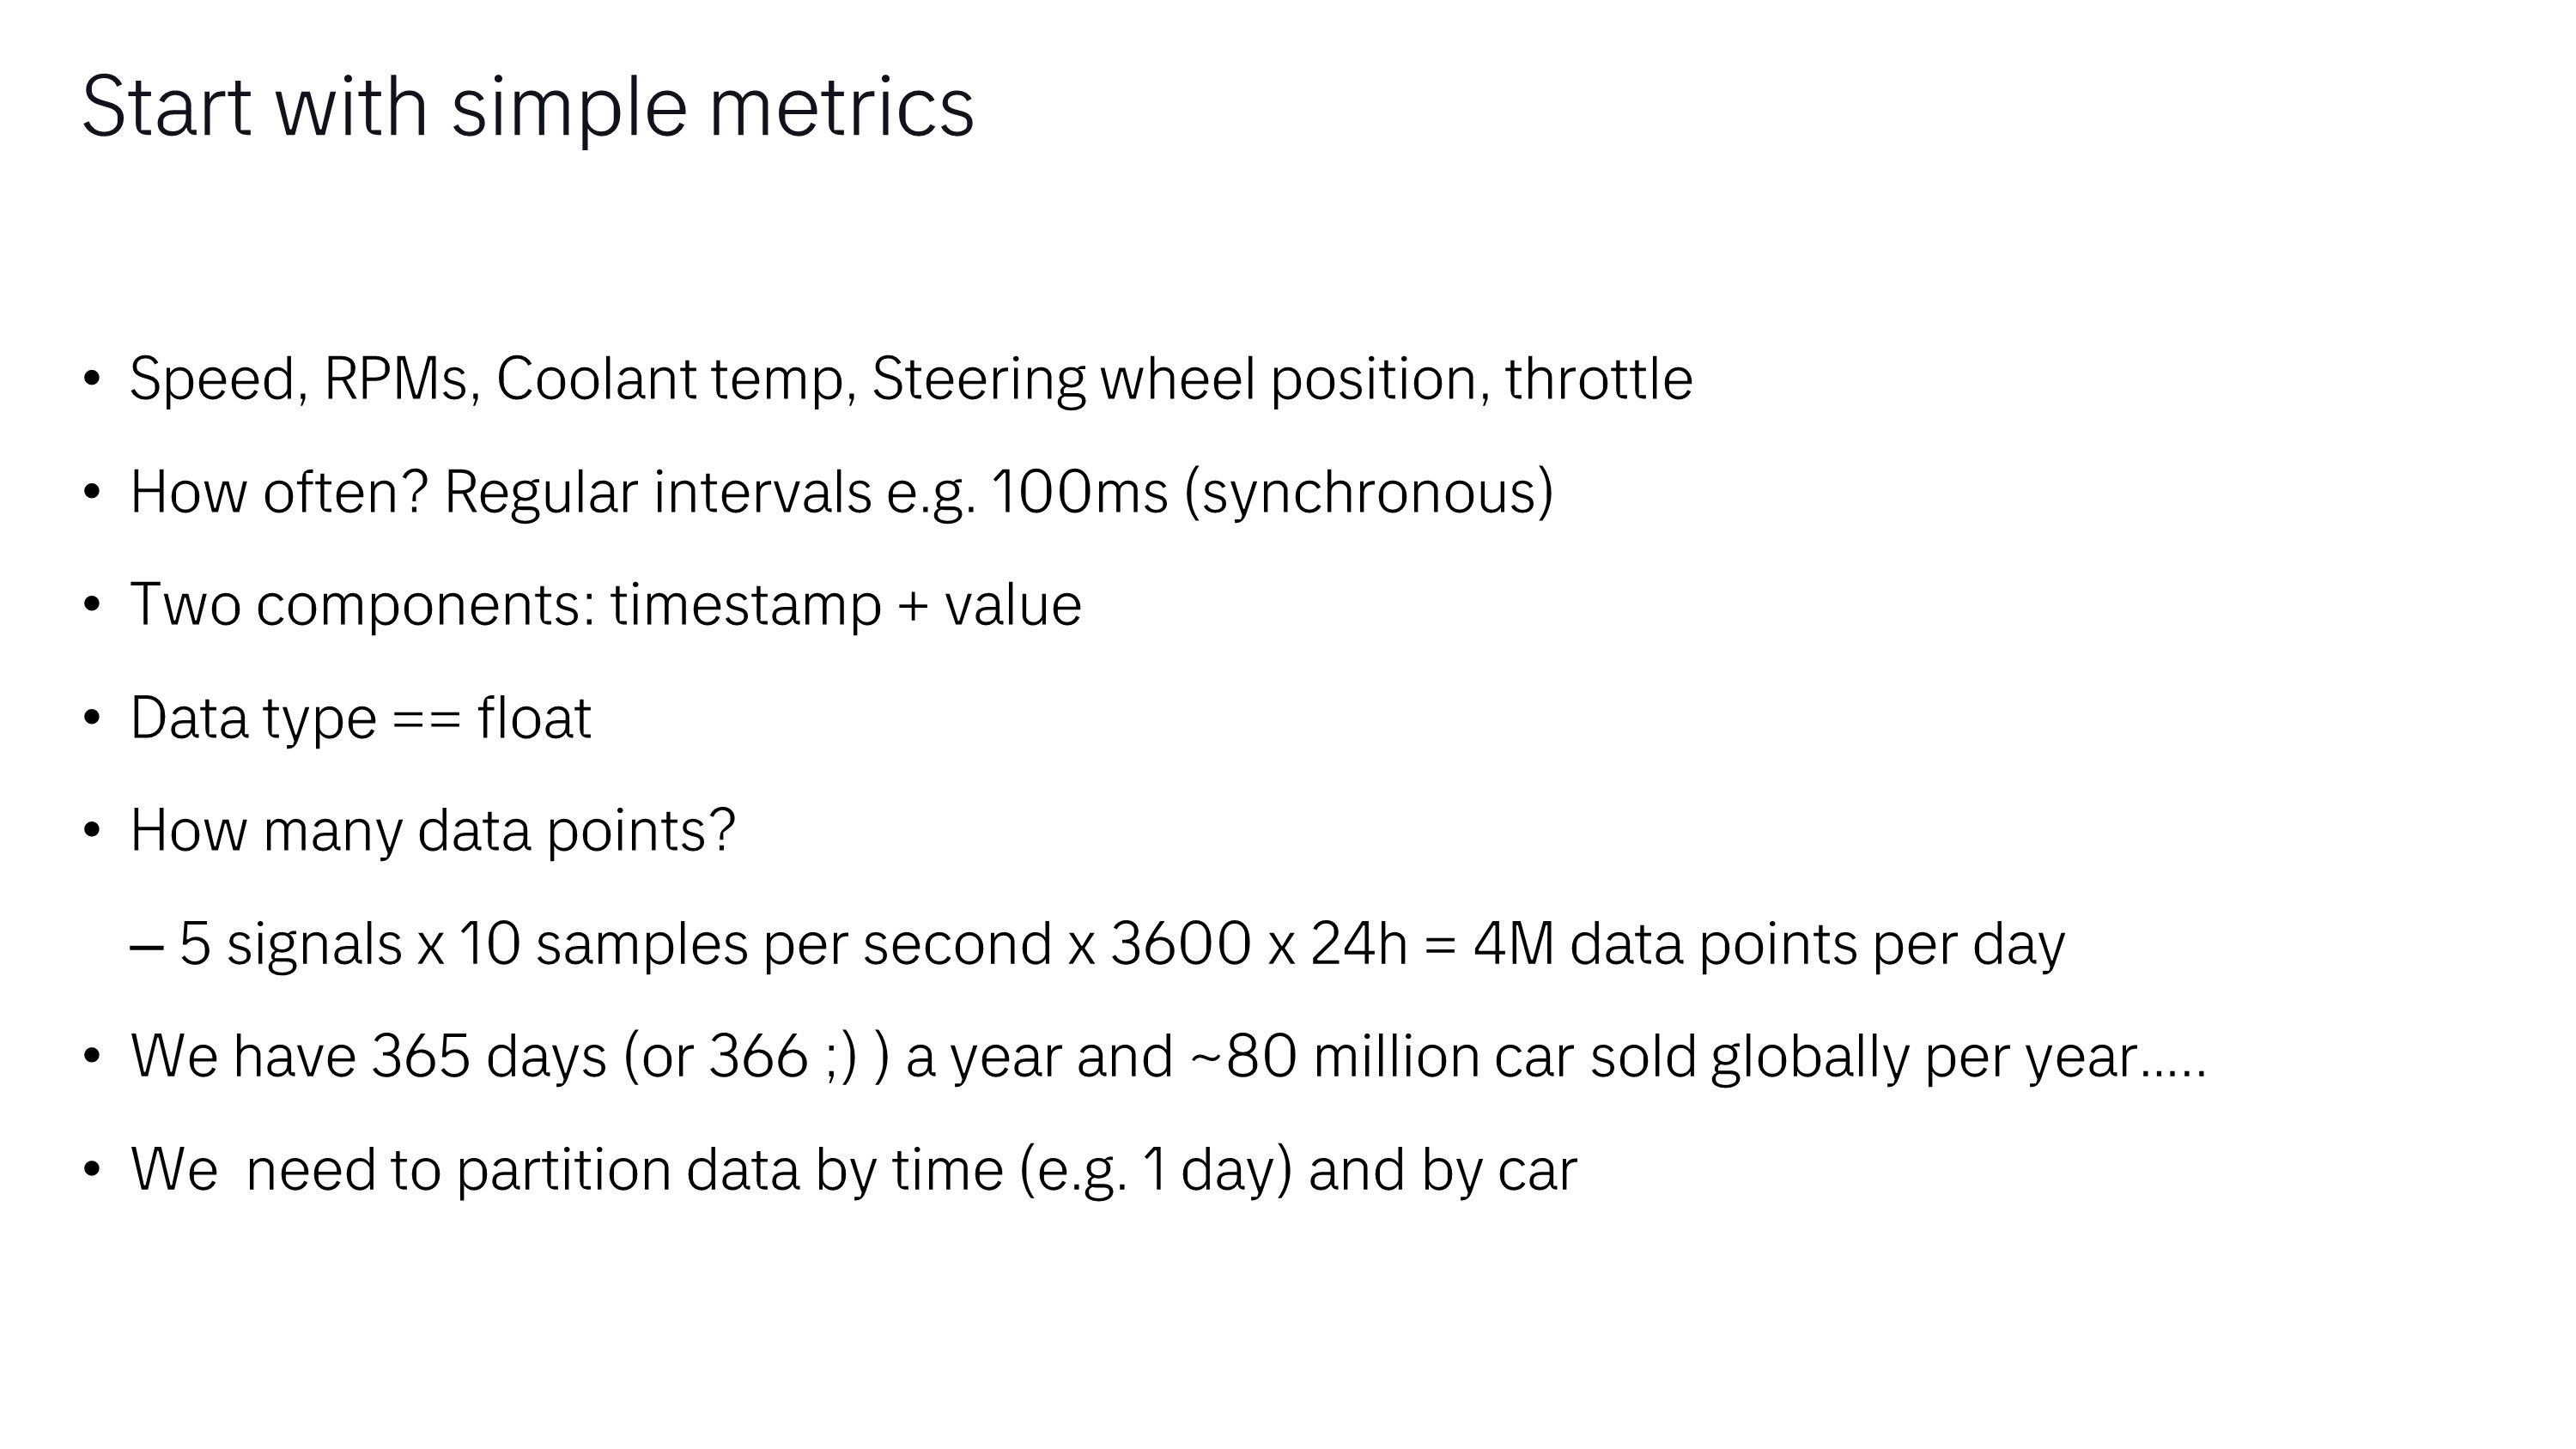 Start with simple metrics
• Speed, RPMs, Coolant temp, Steering wheel position, throttle
• How often? Regular intervals e.g. 100ms (synchronous)
• Two components: timestamp + value
• Data type == float
• How many data points?
– 5 signals x 10 samples per second x 3600 x 24h = 4M data points per day
• We have 365 days (or 366 ;) ) a year and ~80 million car sold globally per year.....
• We  need to partition data by time (e.g. 1 day) and by car